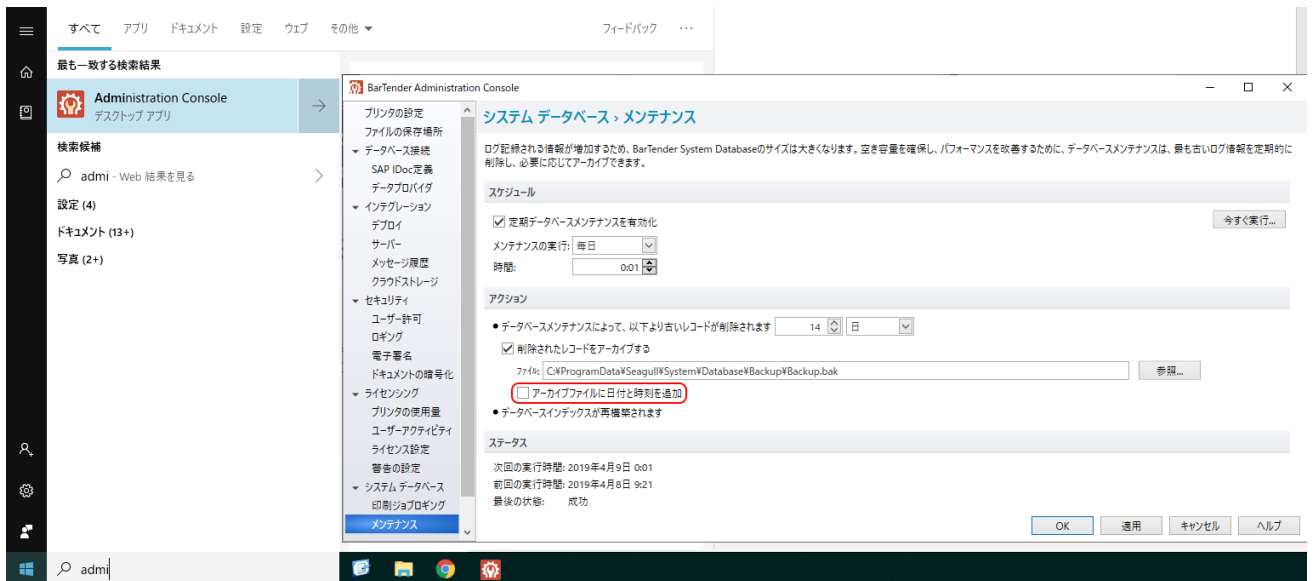 すべて アプリ ドキュメント 設定 ウェブ その他 フィードバック ...
最も一致する検索結果
Administration Console
デスクトップ アプリ
検索候補
admi - Web 結果を見る
設定 (4)
ドキュメント (13+)
写真 (2+)
admi
BarTender Administration Console
プリンタの設定
ファイルの保存場所
データベース接続
SAP IDoc定義
データプロバイダ
インテグレーション
デプロイ
サーバー
メッセージ履歴
クラウドストレージ
セキュリティ
ユーザー許可
ロギング
電子署名
ドキュメントの暗号化
ライセンシング
プリンタの使用量
ユーザーアクティビティ
ライセンス設定
警告の設定
システム データベース
印刷ジョブロギング
メンテナンス
システム データベース › メンテナンス
ログ記録される情報が増加するため、BarTender System Databaseのサイズは大きくなります。空き容量を確保し、パフォーマンスを改善するために、データベースメンテナンスは、最も古いログ情報を定期的に
削除し、必要に応じてアーカイブできます。
スケジュール
定期データベースメンテナンスを有効化
今すぐ実行...
メンテナンスの実行: 毎日
時間: 0:01
アクション
●データベースメンテナンスによって、以下より古いレコードが削除されます 14 日
削除されたレコードをアーカイブする
ファイル: C:¥ProgramData¥Seagull¥System¥Database¥Backup¥Backup.bak 参照...
アーカイブファイルに日付と時刻を追加
●データベースインデックスが再構築されます
ステータス
次回の実行時間: 2019年4月9日 0:01
前回の実行時間: 2019年4月8日 9:21
最後の状態: 成功
OK 適用 キャンセル ヘルプ